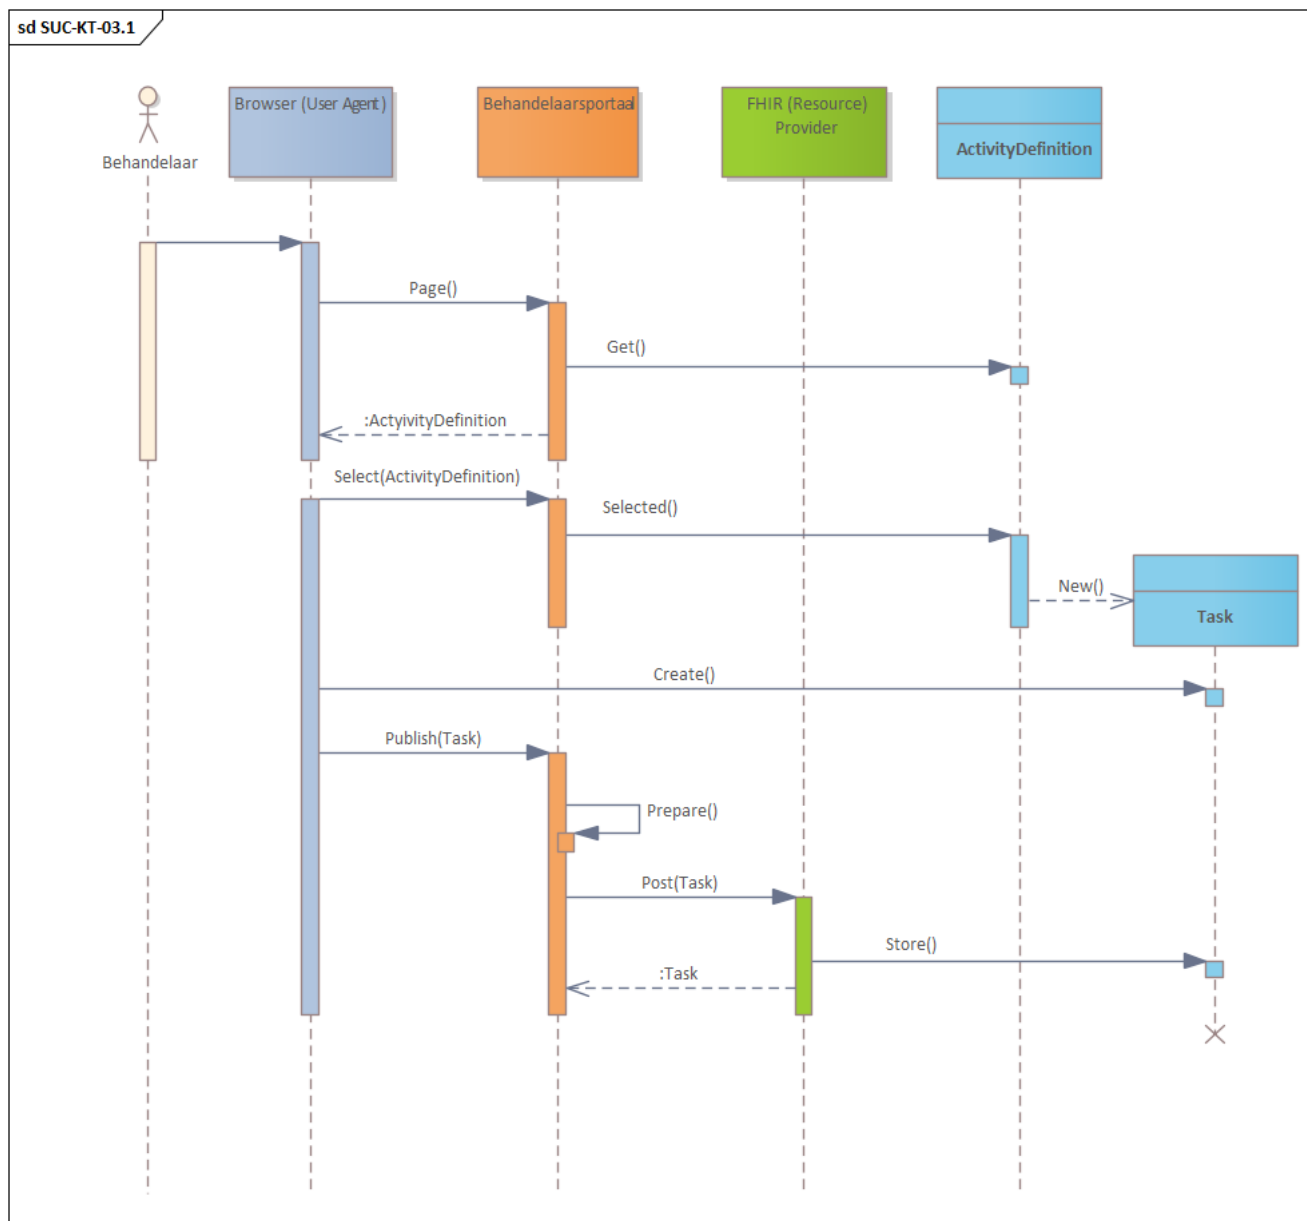 sd SUC-KT-03.1
Behandelaar
Browser (User Agent)
Behandelaarsportaal
FHIR (Resource)
Provider
ActivityDefinition
Page()
Get()
:ActyivityDefinition
Select(ActivityDefinition)
Selected()
New()
Task
Create()
Publish(Task)
Prepare()
Post(Task)
Store()
:Task